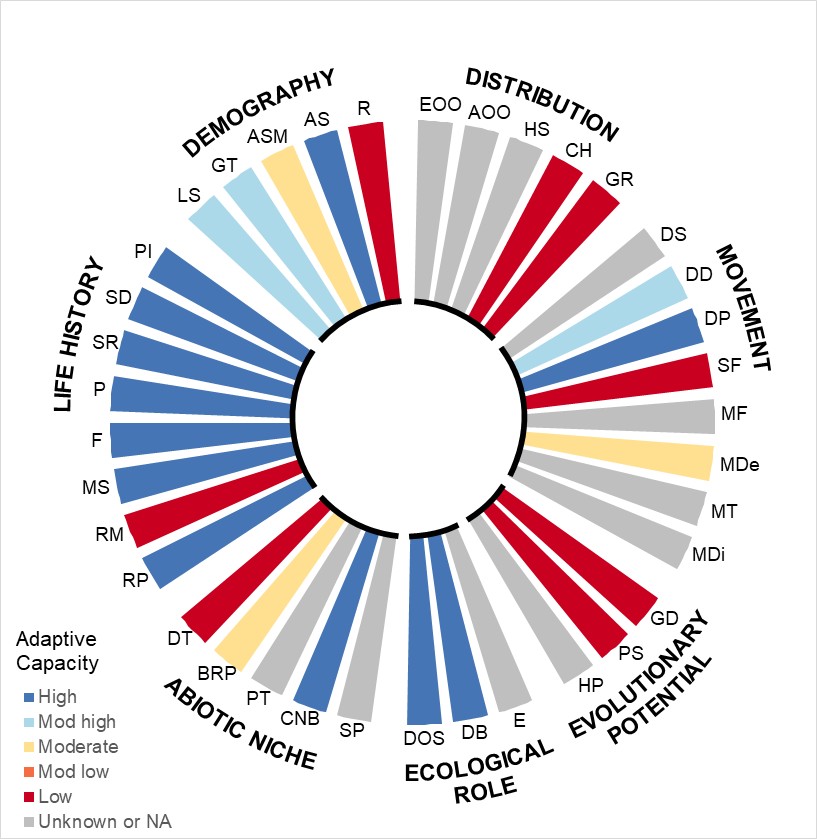 DEMOGRAPHY
LS
GT
ASM
AS
R
DISTRIBUTION
EOO
AOO
HS
CH
GR
MOVEMENT
DS
DD
DP
SF
MF
MDe
MT
MDi
EVOLUTIONARY
POTENTIAL
GD
PS
HP
ECOLOGICAL
ROLE
E
DB
DOS
ABIOTIC NICHE
SP
CNB
PT
BRP
DT
LIFE HISTORY
RP
RM
MS
F
P
SR
SD
PI
Adaptive
Capacity
High
Mod high
Moderate
Mod low
Low
Unknown or NA